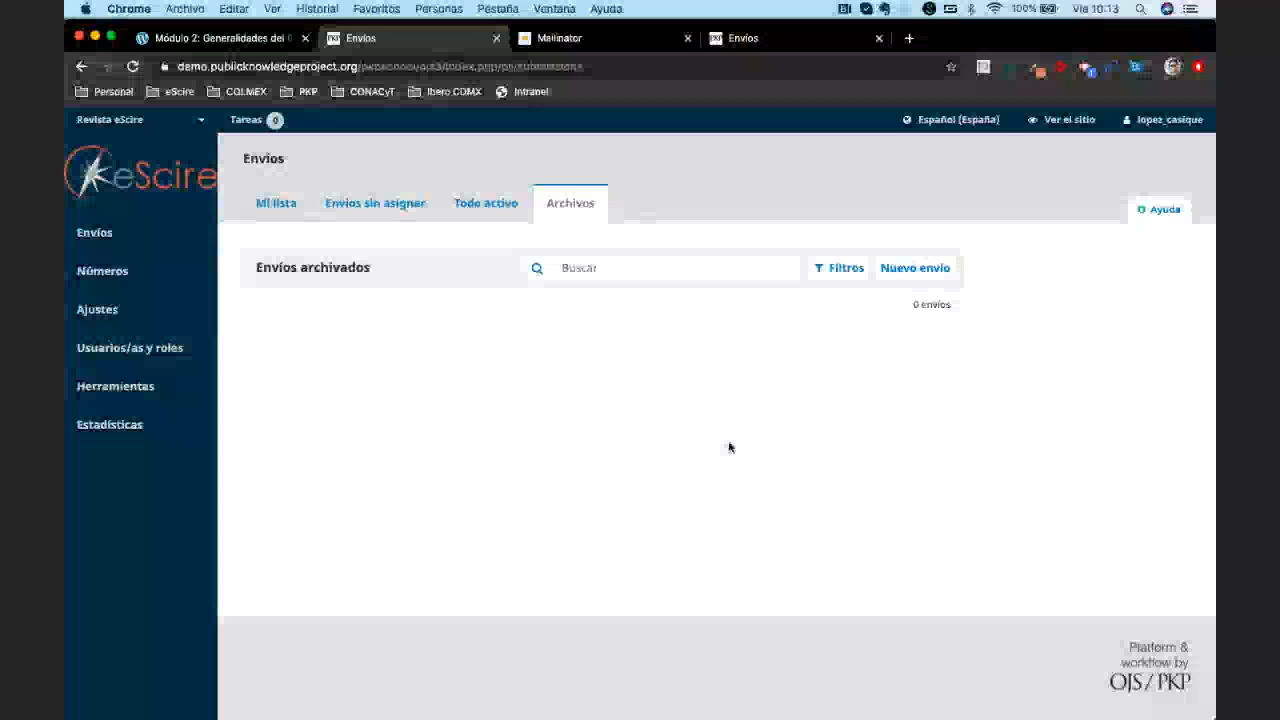 Chrome Archivo Editar Ver Historial Favoritos Personas Pestaña Ventana Ayuda 100% Vie 10:13
Módulo 2: Generalidades del Envíos Mailinator Envíos
demo.publicknowledgeproject.org
Personal eScire COLMEX PKP CONACyT Ibero CDMX Intranet
Revista eScire Tareas 0 Español (España) Ver el sitio lopez_casique
eScire
Envíos
Mi lista Envíos sin asignar Todo activo Archivos
Ayuda
Envíos
Números
Ajustes
Usuarios/as y roles
Herramientas
Estadísticas
Envíos archivados Buscar Filtros Nuevo envío
0 envíos
Platform &
workflow by
OJS / PKP